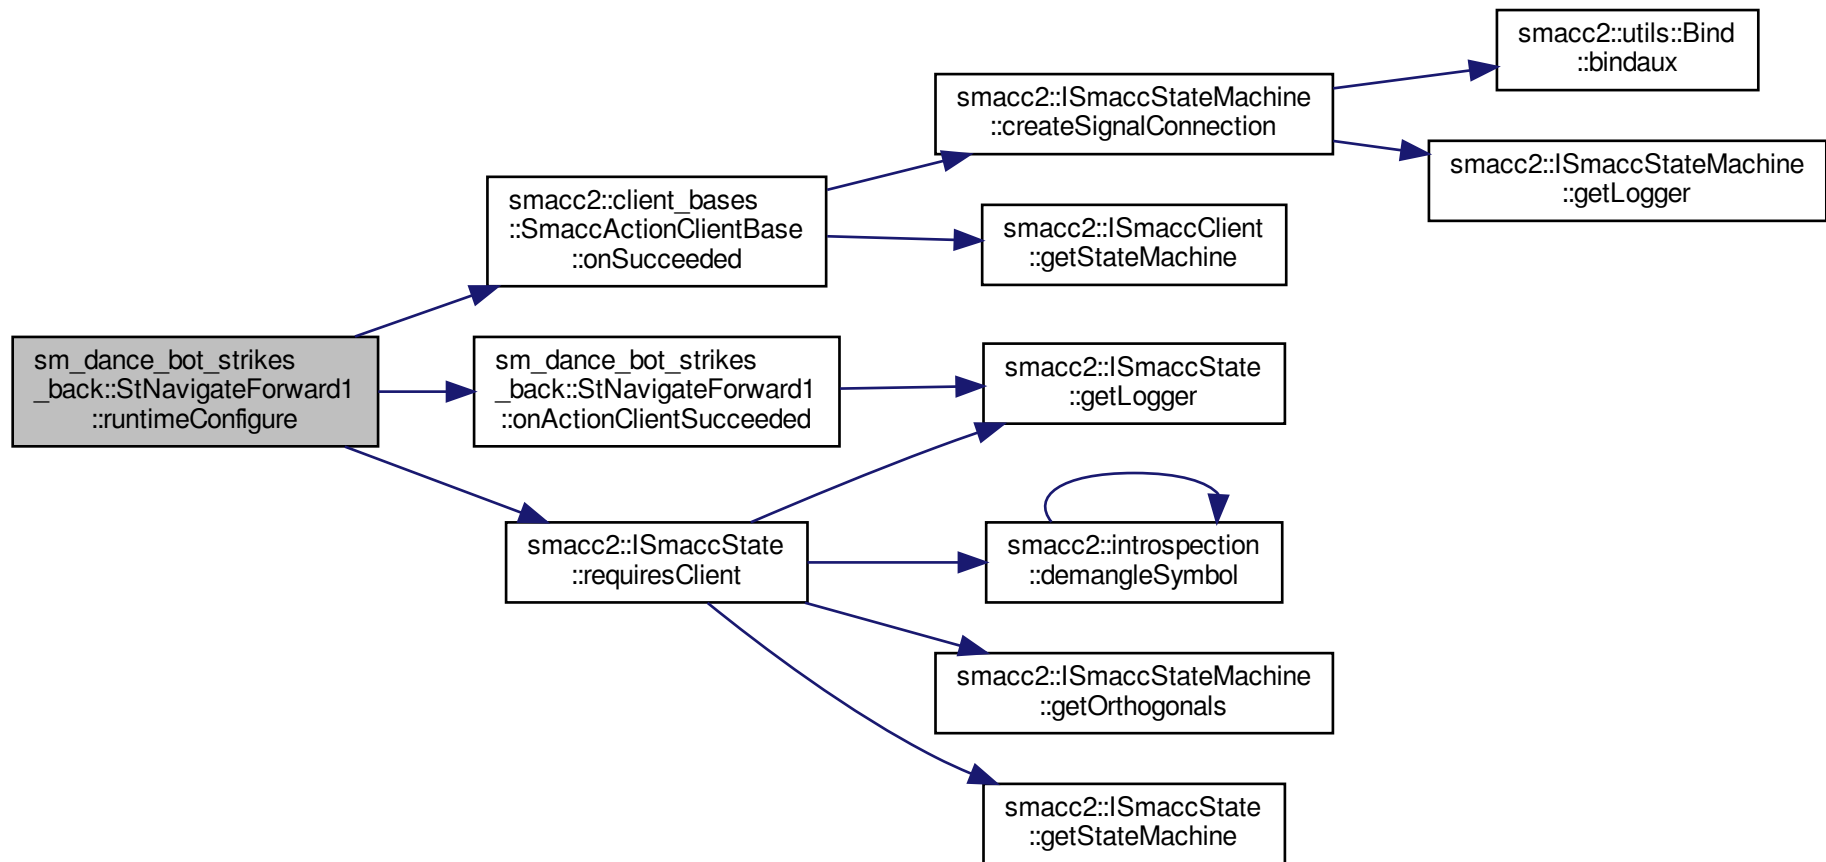 sm_dance_bot_strikes
_back::StNavigateForward1
::runtimeConfigure
smacc2::client_bases
::SmaccActionClientBase
::onSucceeded
smacc2::ISmaccStateMachine
::createSignalConnection
smacc2::utils::Bind
::bindaux
smacc2::ISmaccStateMachine
::getLogger
smacc2::ISmaccClient
::getStateMachine
sm_dance_bot_strikes
_back::StNavigateForward1
::onActionClientSucceeded
smacc2::ISmaccState
::getLogger
smacc2::ISmaccState
::requiresClient
smacc2::introspection
::demangleSymbol
smacc2::ISmaccStateMachine
::getOrthogonals
smacc2::ISmaccState
::getStateMachine